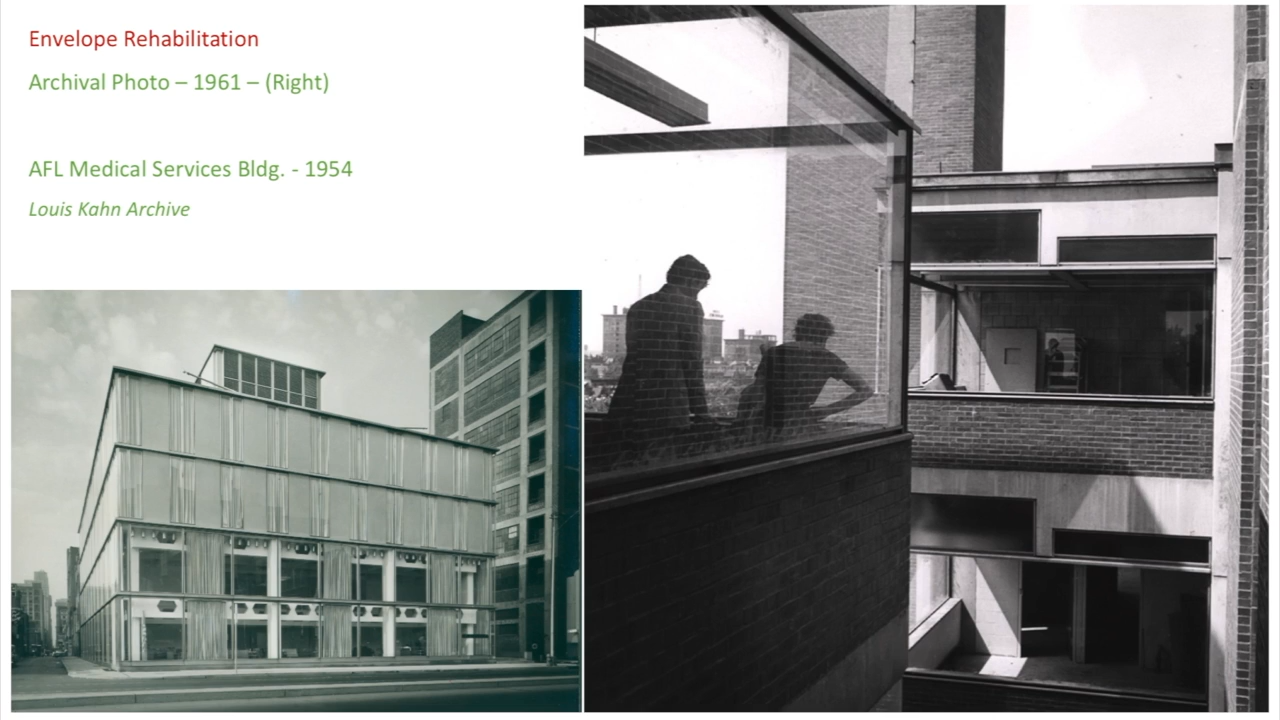 Envelope Rehabilitation
Archival Photo – 1961 – (Right)
AFL Medical Services Bldg. - 1954
Louis Kahn Archive